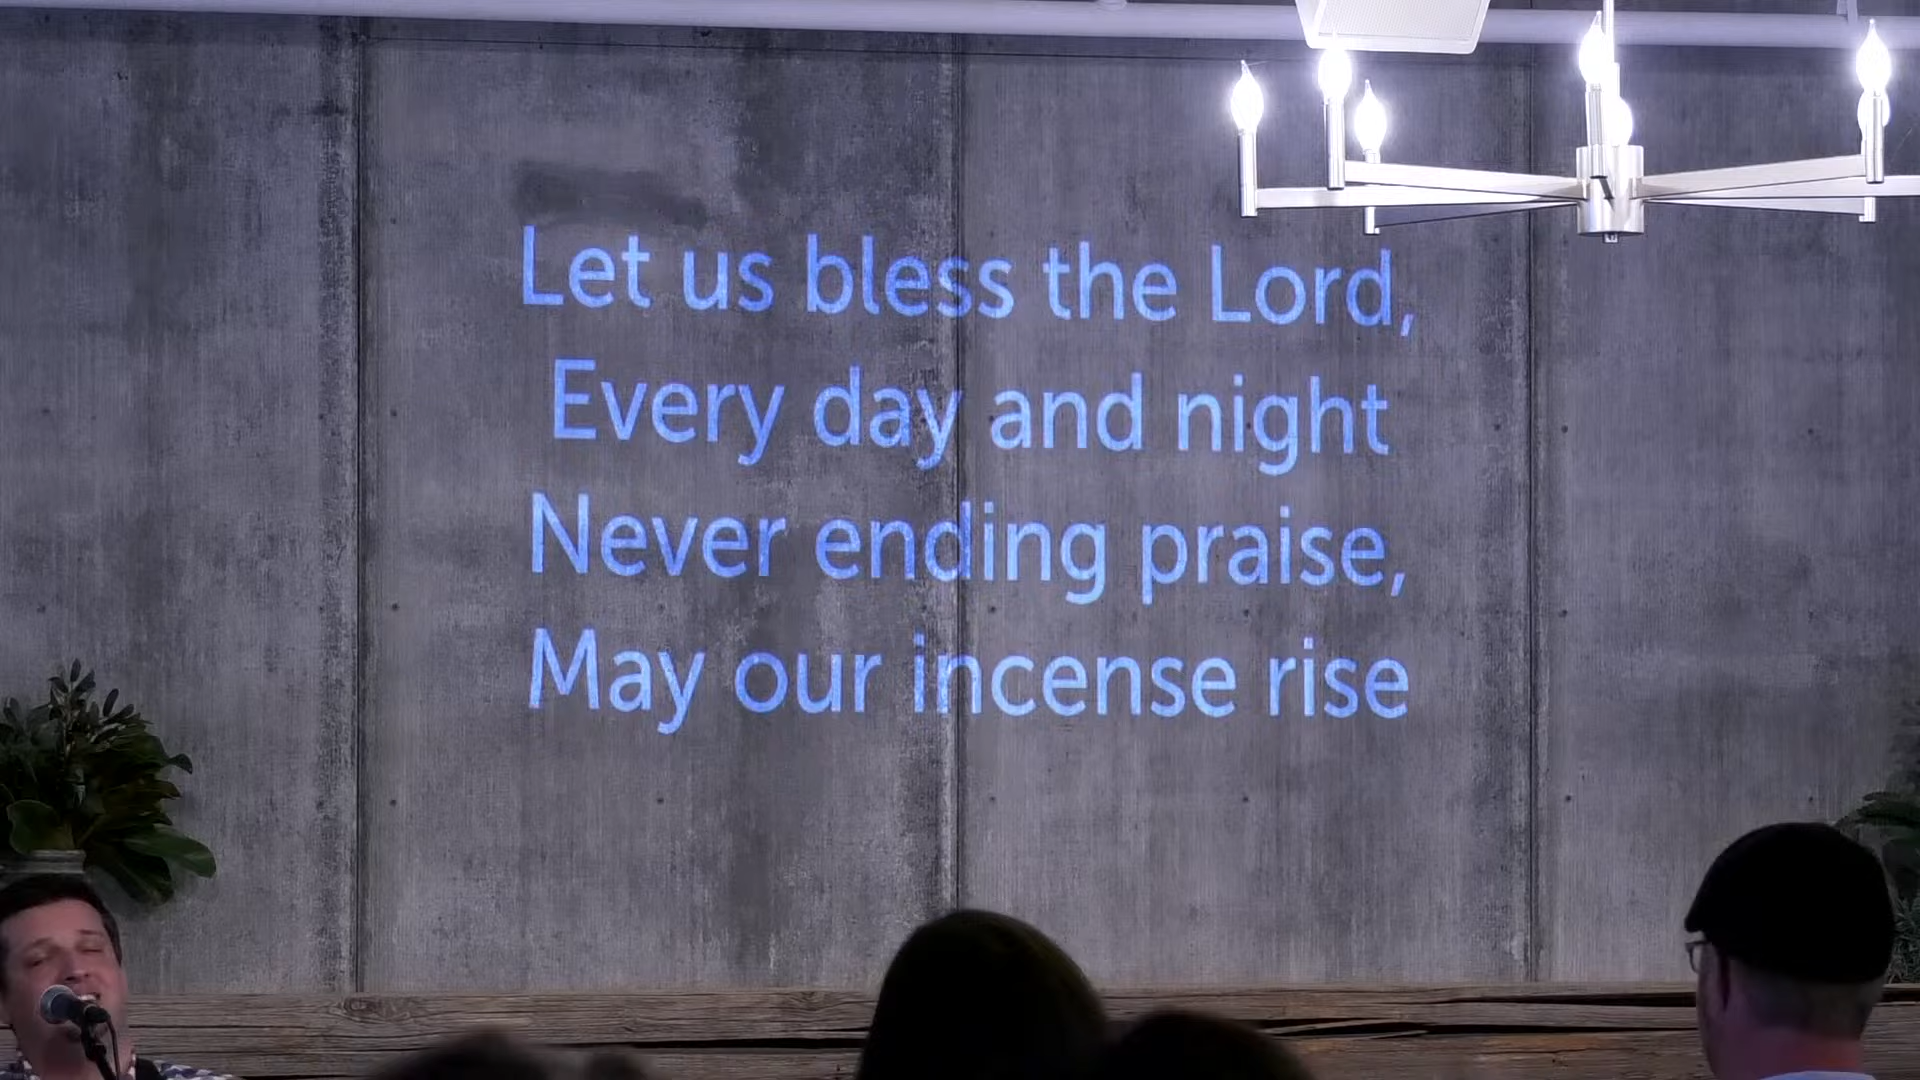 Let us bless the Lord,
Every day and night
Never ending praise,
May our incense rise